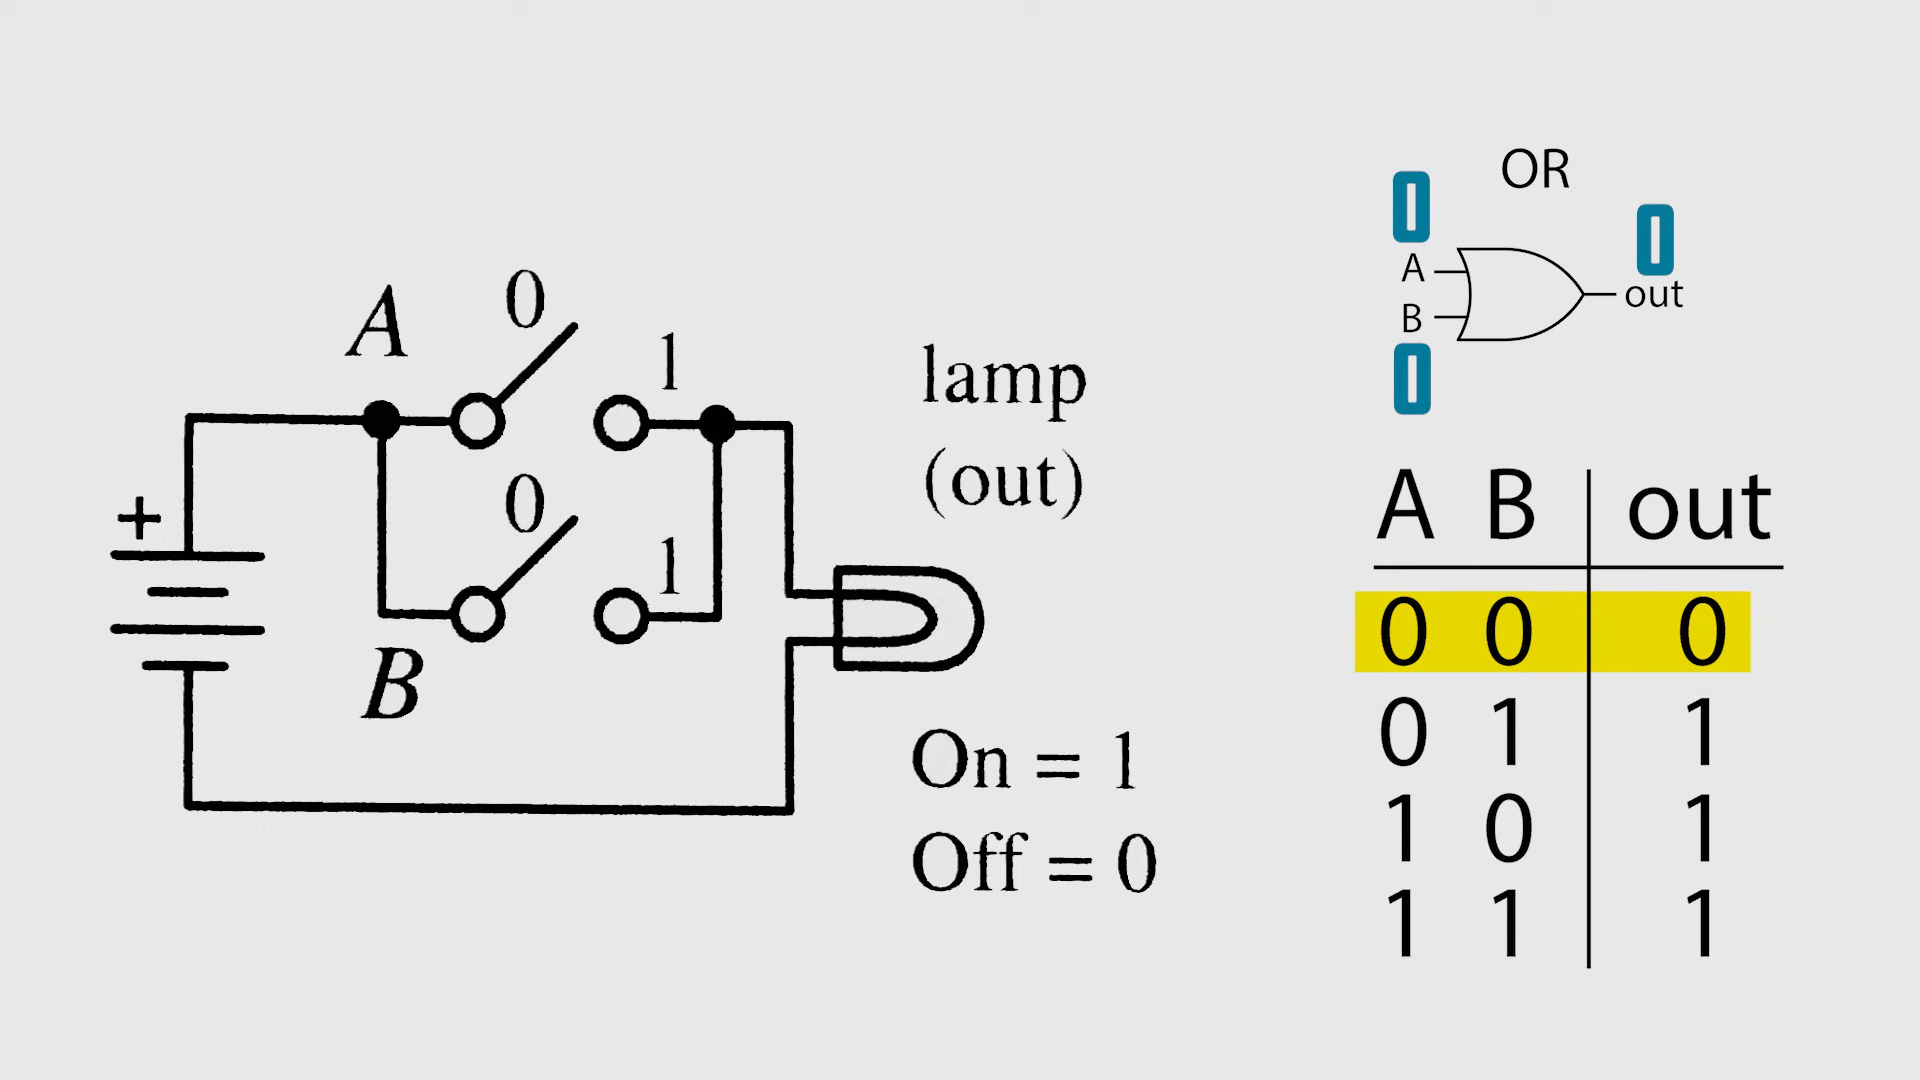 A
0
1
+
0
1
B
lamp
(out)
On = 1
Off = 0
OR
0
0
A
out
B
0
A B out
0 0 0
0 1 1
1 0 1
1 1 1